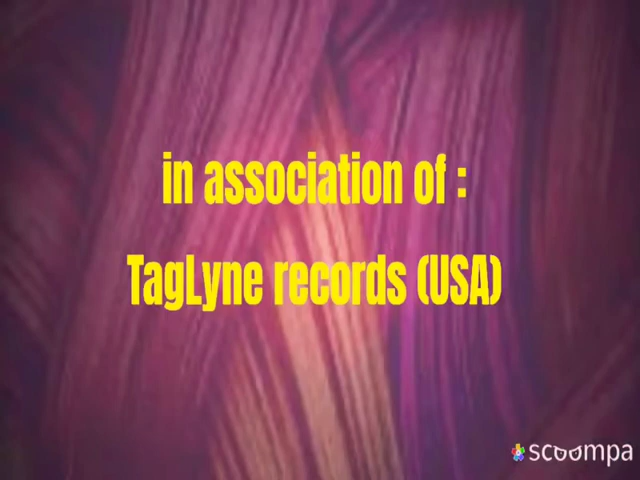 in association of :
TagLyne records (USA)
scoompa